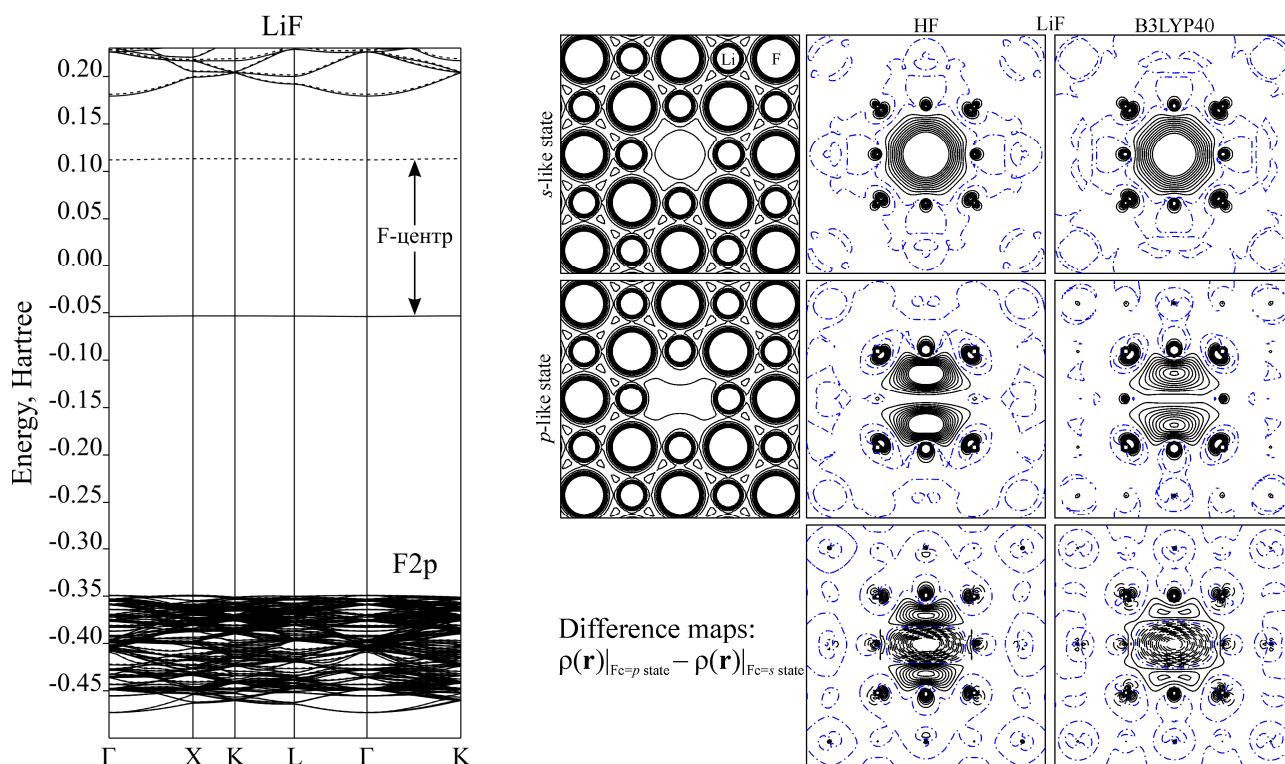 LiF
Energy, Hartree
0.20
0.15
0.10
0.05
0.00
-0.05
-0.10
-0.15
-0.20
-0.25
-0.30
-0.35
-0.40
-0.45
F-центр
F2p
Γ X K L Γ K
HF LiF B3LYP40
Li F
s-like state
p-like state
Difference maps:
ρ(r)|Fc=p state − ρ(r)|Fc=s state